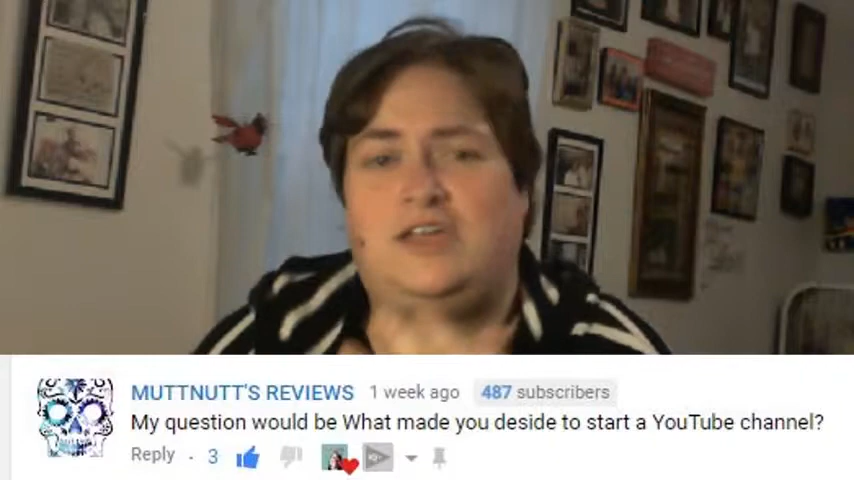 MUTTNUTT'S REVIEWS 1 week ago 487 subscribers
My question would be What made you deside to start a YouTube channel?
Reply · 3